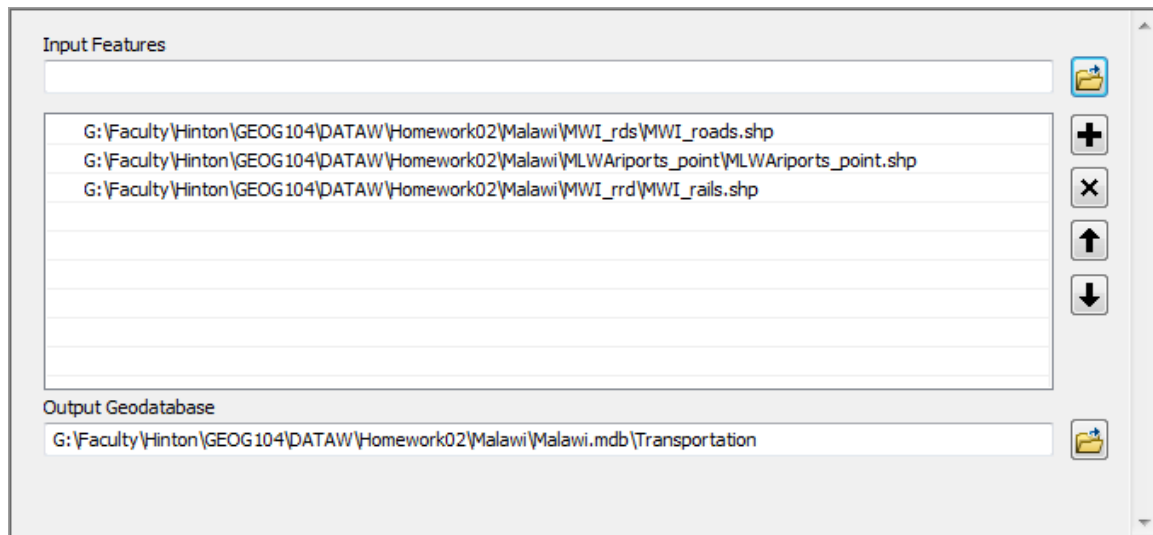 Input Features
G:\Faculty\Hinton\GEOG104\DATAW\Homework02\Malawi\MWI_rds\MWI_roads.shp
G:\Faculty\Hinton\GEOG104\DATAW\Homework02\Malawi\MLWAriports_point\MLWAriports_point.shp
G:\Faculty\Hinton\GEOG104\DATAW\Homework02\Malawi\MWI_rrd\MWI_rails.shp
Output Geodatabase
G:\Faculty\Hinton\GEOG104\DATAW\Homework02\Malawi\Malawi.mdb\Transportation